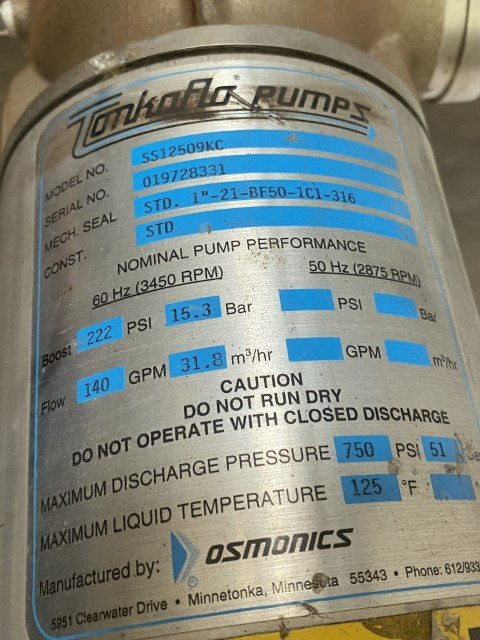 Tonkaflo PUMPS
MODEL NO. SS12509KC
SERIAL NO. 019728331
MECH. SEAL STD. 1"-21-BF50-1C1-316
CONST. STD
NOMINAL PUMP PERFORMANCE
60 Hz (3450 RPM) 50 Hz (2875 RPM)
Boost 222 PSI 15.3 Bar PSI Bar
Flow 140 GPM 31.8 m³/hr GPM m³/hr
CAUTION
DO NOT RUN DRY
DO NOT OPERATE WITH CLOSED DISCHARGE
MAXIMUM DISCHARGE PRESSURE 750 PSI 51
MAXIMUM LIQUID TEMPERATURE 125 °F
Manufactured by: OSMONICS
5951 Clearwater Drive • Minnetonka, Minnesota 55343 • Phone: 612/933